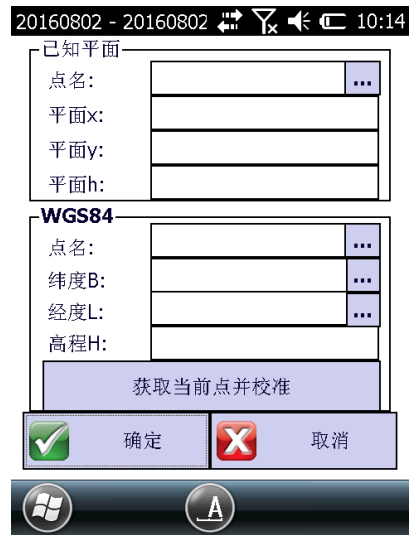 20160802 - 20160802 10:14
已知平面
点名: ...
平面x:
平面y:
平面h:
WGS84
点名: ...
纬度B: ...
经度L: ...
高程H:
获取当前点并校准
确定 取消
A